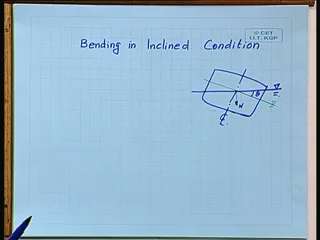 © CET
I.I.T. KGP
Bending in Inclined Condition
θ
W
℄